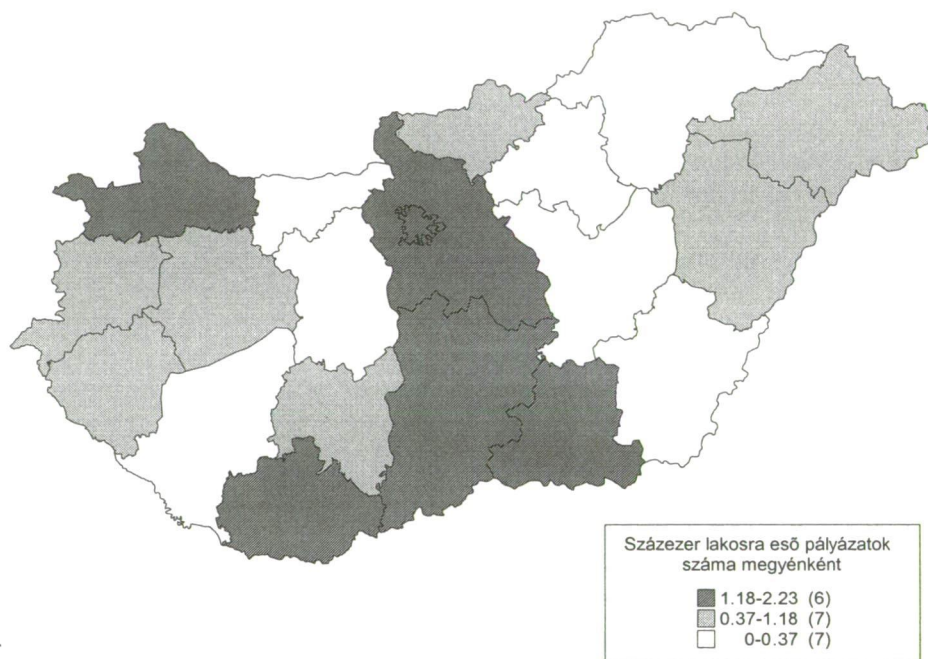 Százezer lakosra eső pályázatok
száma megyénként
1.18-2.23 (6)
0.37-1.18 (7)
0-0.37 (7)